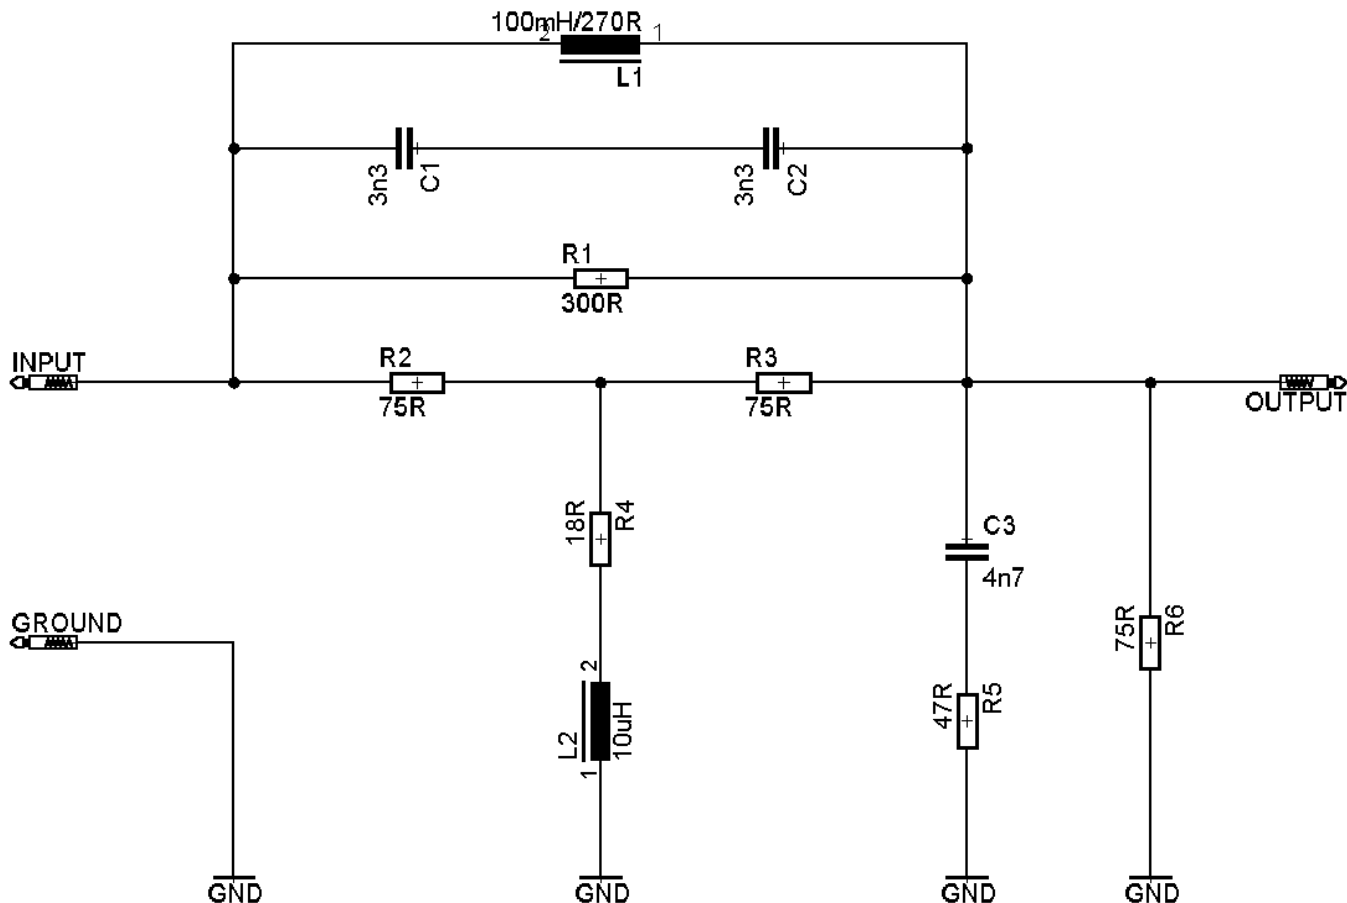 100mH/270R
2
1
L1
3n3
C1
3n3
C2
R1
300R
INPUT
R2
75R
R3
75R
OUTPUT
18R
R4
C3
4n7
GROUND
75R
R6
2
L2
10uH
1
47R
R5
GND
GND
GND
GND